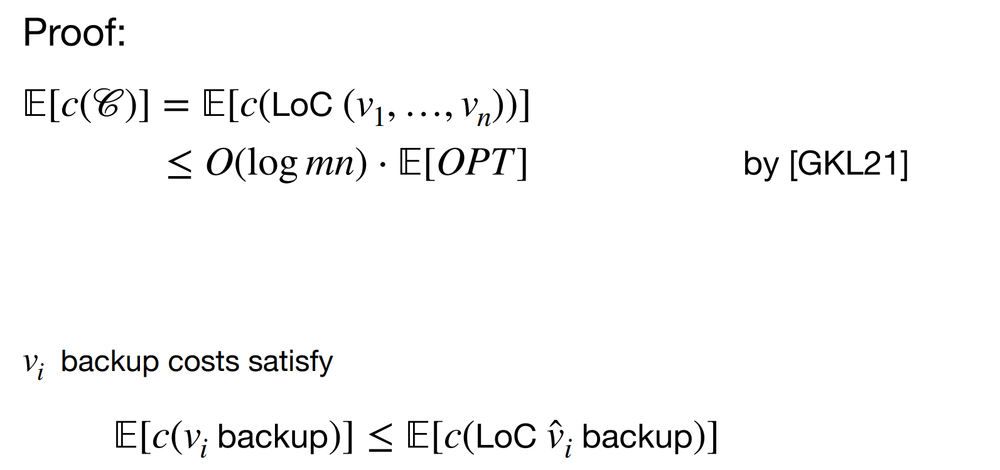 Proof:
𝔼[c(𝒞)] = 𝔼[c(LoC (v₁, …, vₙ))]
≤ O(log mn) · 𝔼[OPT] by [GKL21]
vᵢ backup costs satisfy
𝔼[c(vᵢ backup)] ≤ 𝔼[c(LoC v̂ᵢ backup)]